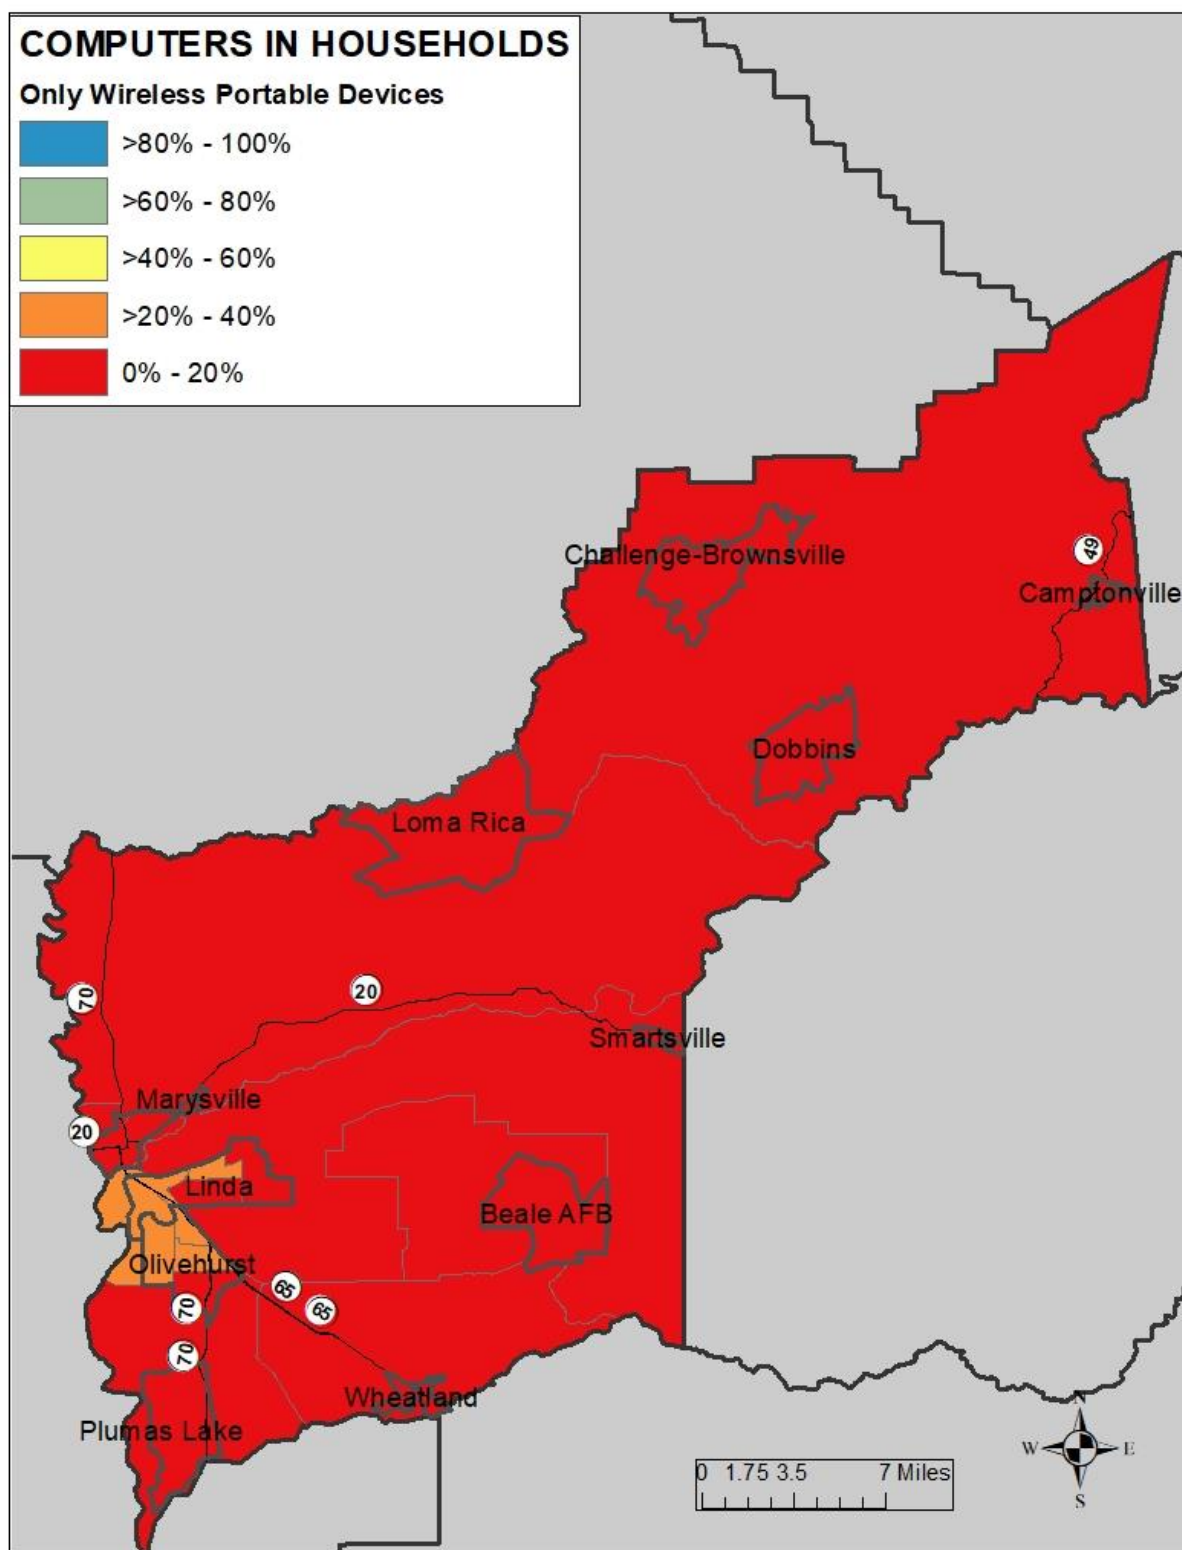 COMPUTERS IN HOUSEHOLDS
Only Wireless Portable Devices
>80% - 100%
>60% - 80%
>40% - 60%
>20% - 40%
0% - 20%
Challenge-Brownsville
49
Camptonville
Dobbins
Loma Rica
70
20
Smartsville
Marysville
20
Linda
Beale AFB
Olivehurst
65
65
70
70
Wheatland
Plumas Lake
N
W E
S
0 1.75 3.5 7 Miles